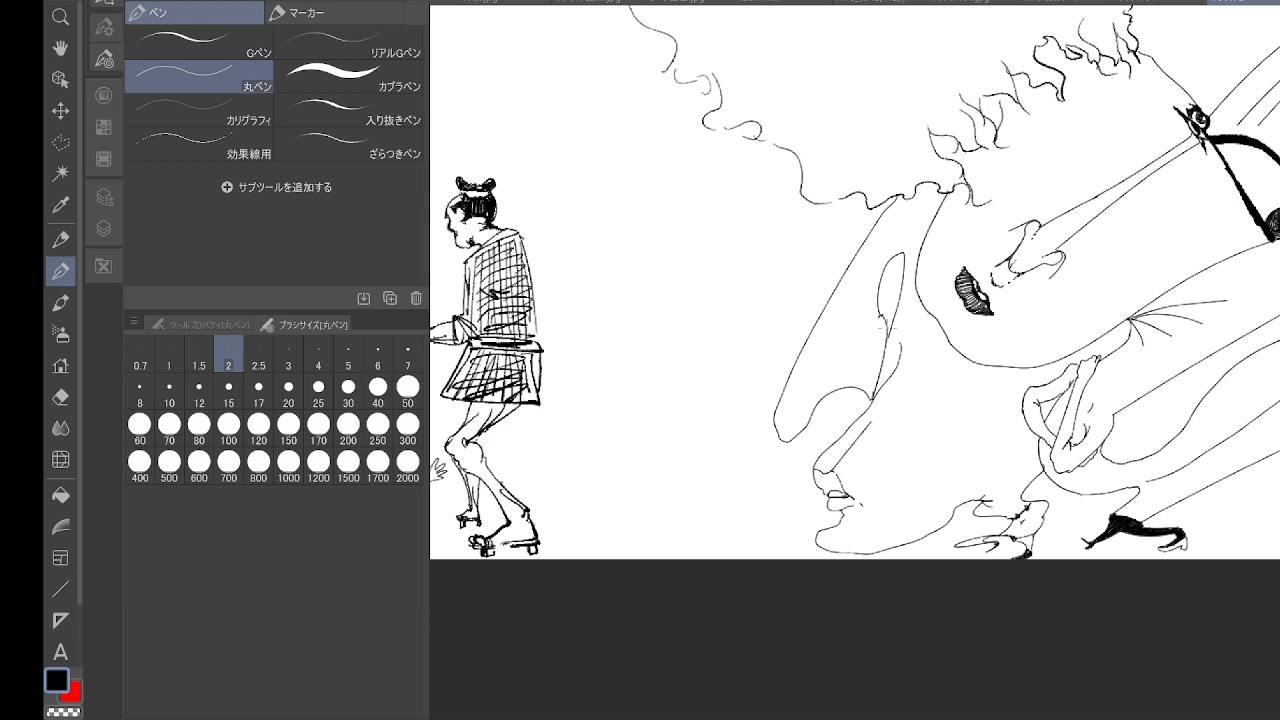 ペン マーカー
Gペン リアルGペン
丸ペン カブラペン
カリグラフィ 入り抜きペン
効果線用 ざらつきペン
サブツールを追加する
ツールプロパティ[丸ペン] ブラシサイズ[丸ペン]
0.7 1 1.5 2 2.5 3 4 5 6 7
8 10 12 15 17 20 25 30 40 50
60 70 80 100 120 150 170 200 250 300
400 500 600 700 800 1000 1200 1500 1700 2000
A